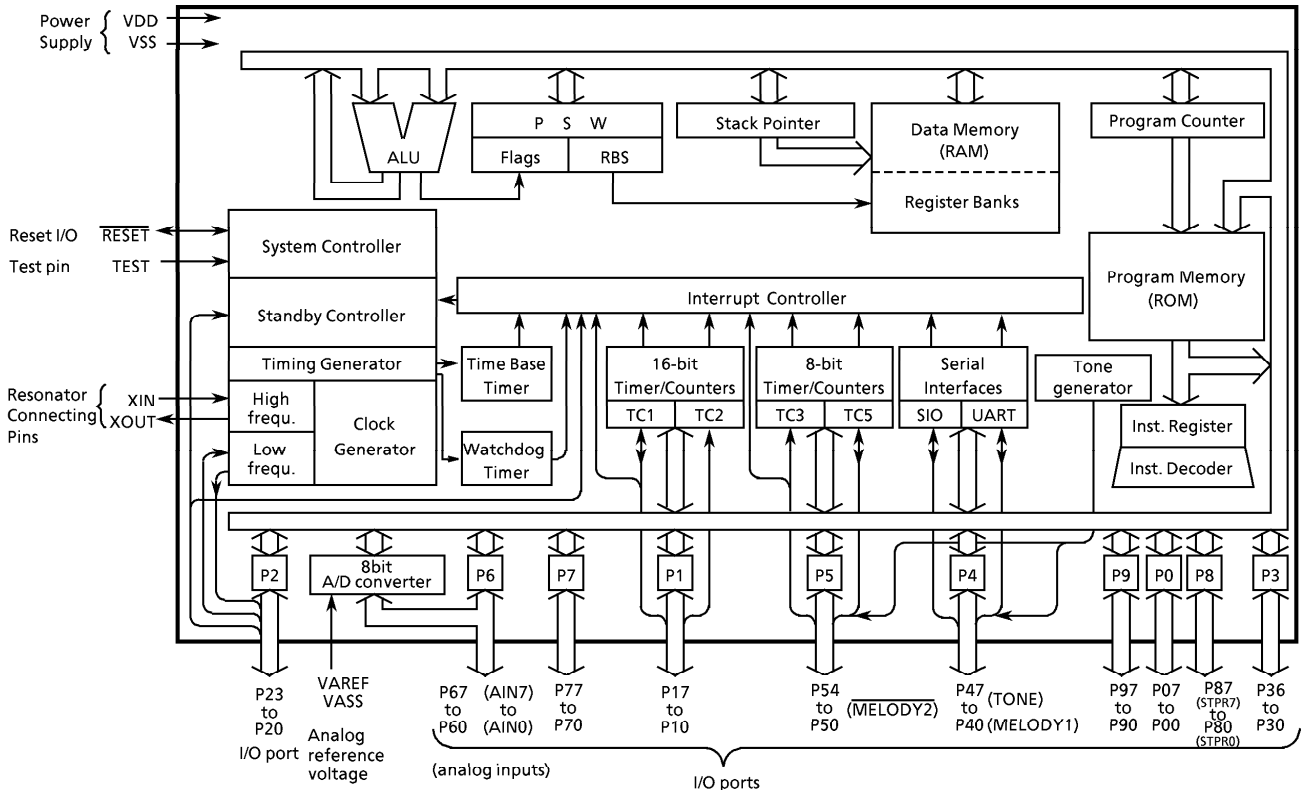 Power Supply
VDD
VSS
P S W
Flags
RBS
ALU
Stack Pointer
Data Memory
(RAM)
Register Banks
Program Counter
Reset I/O
RESET
Test pin
TEST
System Controller
Standby Controller
Timing Generator
High
frequ.
Low
frequ.
Clock
Generator
Resonator
Connecting
Pins
XIN
XOUT
Interrupt Controller
Program Memory
(ROM)
Time Base
Timer
Watchdog
Timer
16-bit
Timer/Counters
TC1
TC2
8-bit
Timer/Counters
TC3
TC5
Serial
Interfaces
SIO
UART
Tone
generator
Inst. Register
Inst. Decoder
P2
8bit
A/D converter
P6
P7
P1
P5
P4
P9
P0
P8
P3
P23
to
P20
I/O port
VAREF
VASS
Analog
reference
voltage
P67
to
P60
(AIN7)
to
(AIN0)
(analog inputs)
P77
to
P70
P17
to
P10
P54
to
P50
(MELODY2)
P47
to
P40
(TONE)
(MELODY1)
P97
to
P90
P07
to
P00
P87
(STPR7)
to
P80
(STPR0)
P36
to
P30
I/O ports